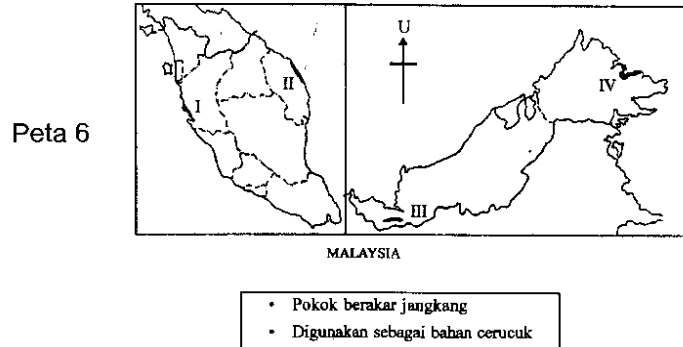 Peta 6
U
I
II
III
IV
MALAYSIA
• Pokok berakar jangkang
• Digunakan sebagai bahan cerucuk